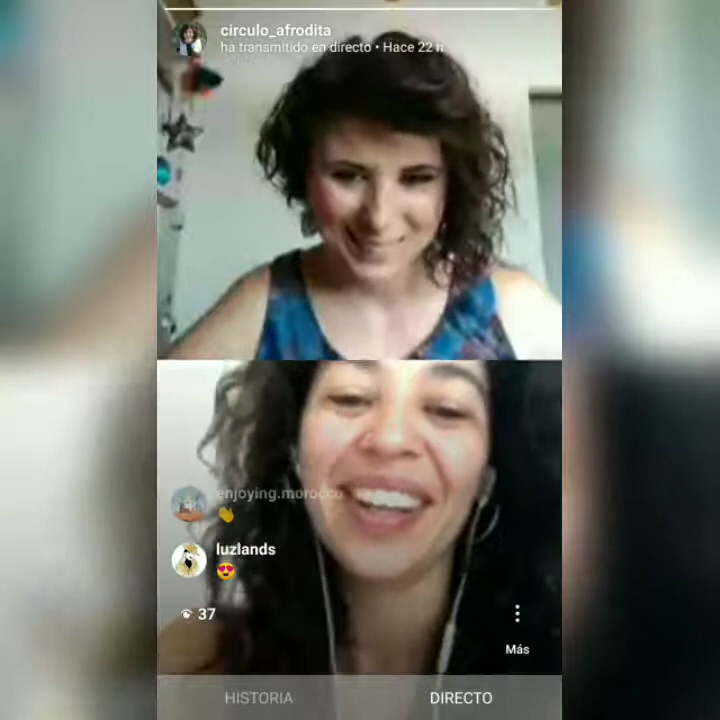 circulo_afrodita
ha transmitido en directo • Hace 22 h
enjoying.morocco
luzlands
37
Más
HISTORIA
DIRECTO